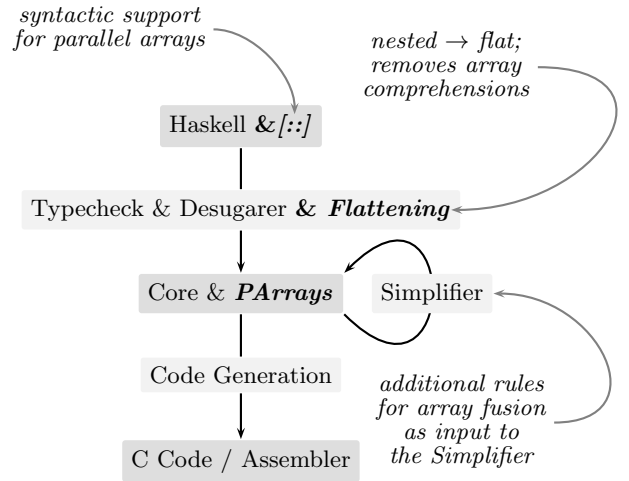 syntactic support
for parallel arrays
nested → flat;
removes array
comprehensions
Haskell &[::]
Typecheck & Desugarer & Flattening
Core & PArrays
Simplifier
Code Generation
additional rules
for array fusion
as input to
the Simplifier
C Code / Assembler